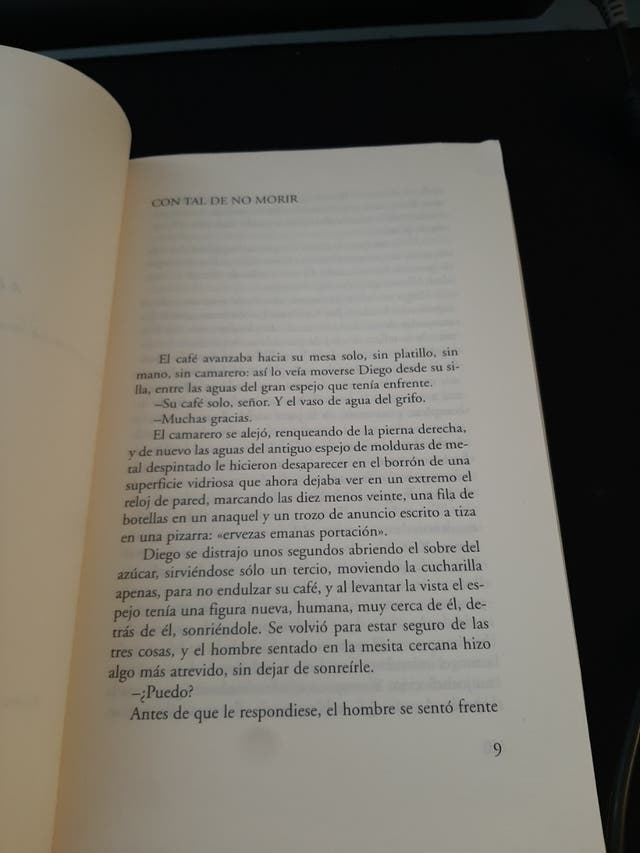 CON TAL DE NO MORIR
El café avanzaba hacia su mesa solo, sin platillo, sin
mano, sin camarero: así lo veía moverse Diego desde su si-
lla, entre las aguas del gran espejo que tenía enfrente.
–Su café solo, señor. Y el vaso de agua del grifo.
–Muchas gracias.
El camarero se alejó, renqueando de la pierna derecha,
y de nuevo las aguas del antiguo espejo de molduras de me-
tal despintado le hicieron desaparecer en el borrón de una
superficie vidriosa que ahora dejaba ver en un extremo el
reloj de pared, marcando las diez menos veinte, una fila de
botellas en un anaquel y un trozo de anuncio escrito a tiza
en una pizarra: «ervezas emanas portación».
Diego se distrajo unos segundos abriendo el sobre del
azúcar, sirviéndose sólo un tercio, moviendo la cucharilla
apenas, para no endulzar su café, y al levantar la vista el es-
pejo tenía una figura nueva, humana, muy cerca de él, de-
trás de él, sonriéndole. Se volvió para estar seguro de las
tres cosas, y el hombre sentado en la mesita cercana hizo
algo más atrevido, sin dejar de sonreírle.
–¿Puedo?
Antes de que le respondiese, el hombre se sentó frente
9